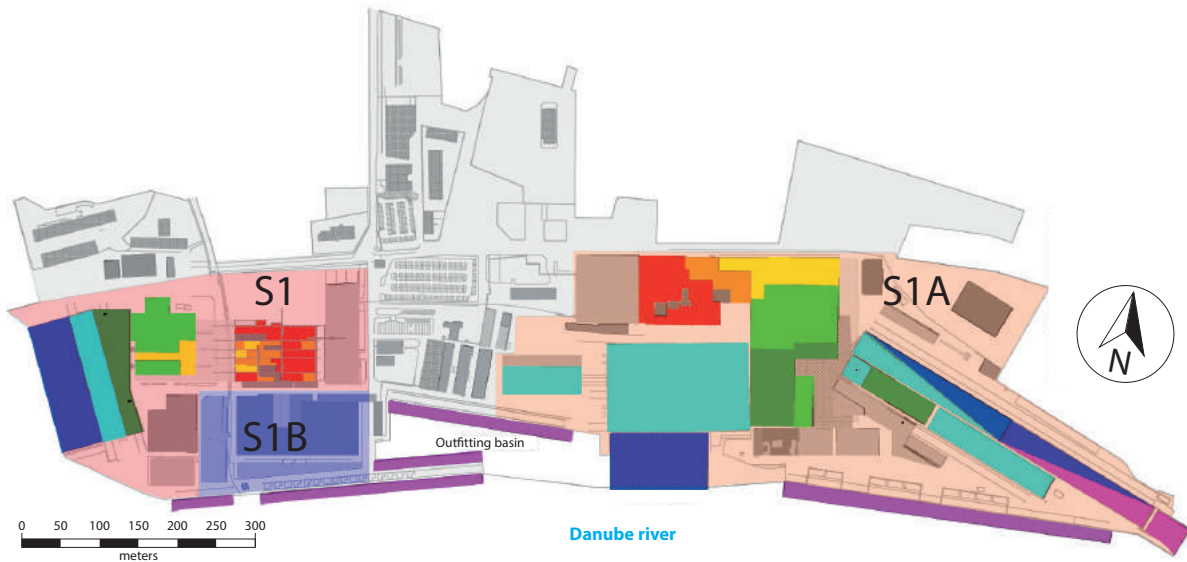 S1
S1A
N
S1B
Outfitting basin
0 50 100 150 200 250 300
meters
Danube river